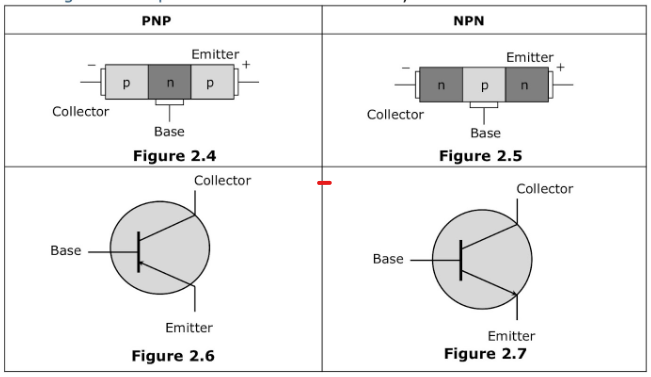 PNP
NPN
Emitter
− +
p n p
Collector
Base
Figure 2.4
Emitter
− +
n p n
Collector
Base
Figure 2.5
Collector
Base
Emitter
Figure 2.6
Collector
Base
Emitter
Figure 2.7